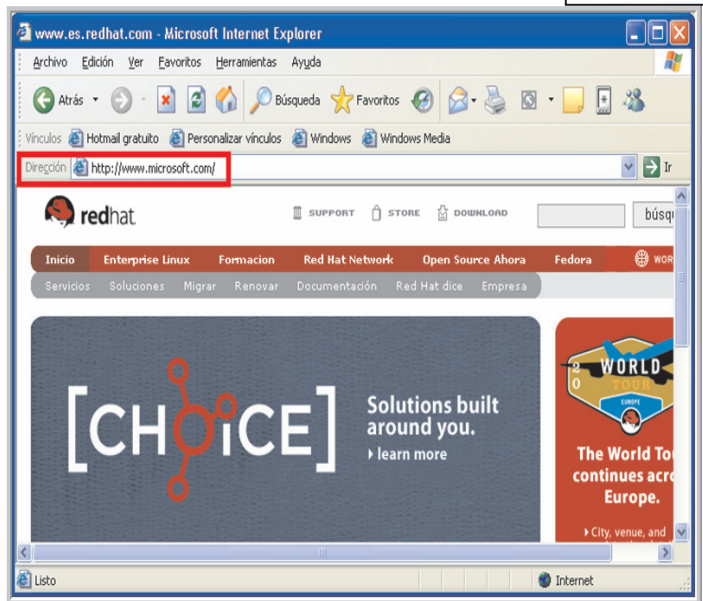 www.es.redhat.com - Microsoft Internet Explorer
Archivo Edición Ver Favoritos Herramientas Ayuda
Atrás Búsqueda Favoritos
Vínculos Hotmail gratuito Personalizar vínculos Windows Windows Media
Dirección http://www.microsoft.com/ Ir
redhat. SUPPORT STORE DOWNLOAD búsq
Inicio Enterprise Linux Formacion Red Hat Network Open Source Ahora Fedora WOR
Servicios Soluciones Migrar Renovar Documentación Red Hat dice Empresa
[CHOICE]
Solutions built
around you.
learn more
20
WORLD
TOUR
EUROPE
The World To
continues acro
Europe.
City, venue, and
Listo Internet